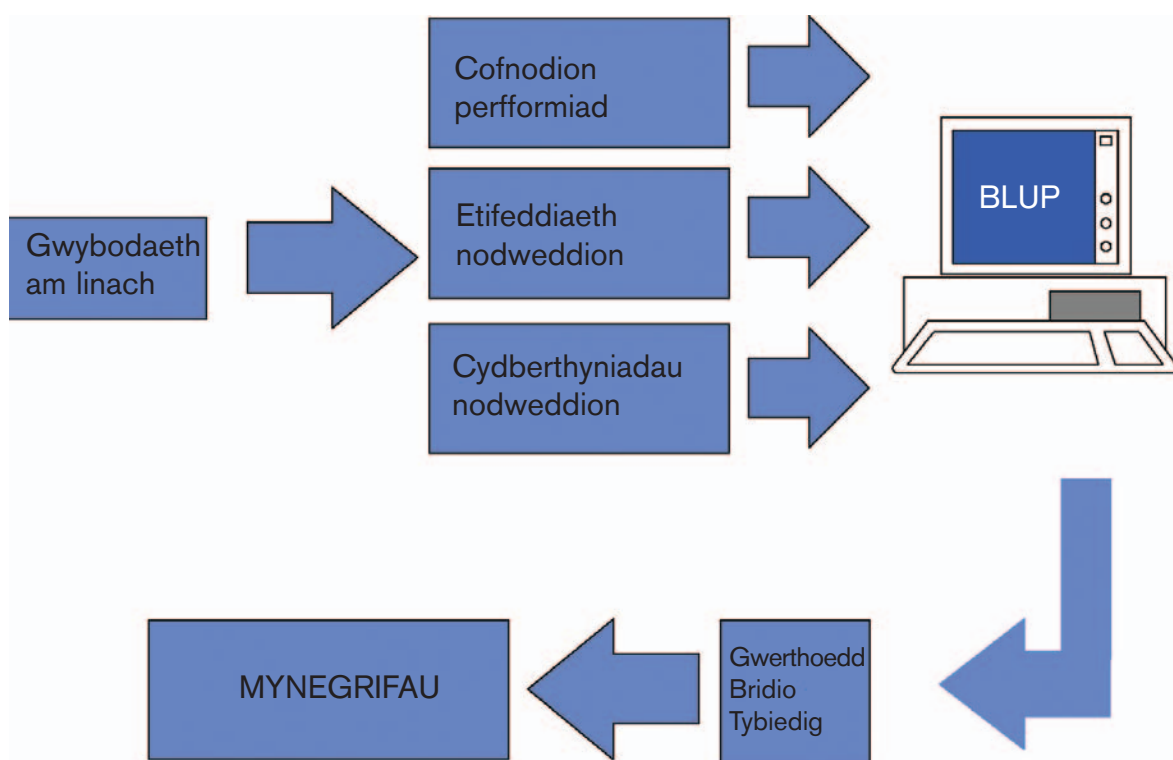 Gwybodaeth
am linach
Cofnodion
perfformiad
Etifeddiaeth
nodweddion
Cydberthyniadau
nodweddion
BLUP
Gwerthoedd
Bridio
Tybiedig
MYNEGRIFAU